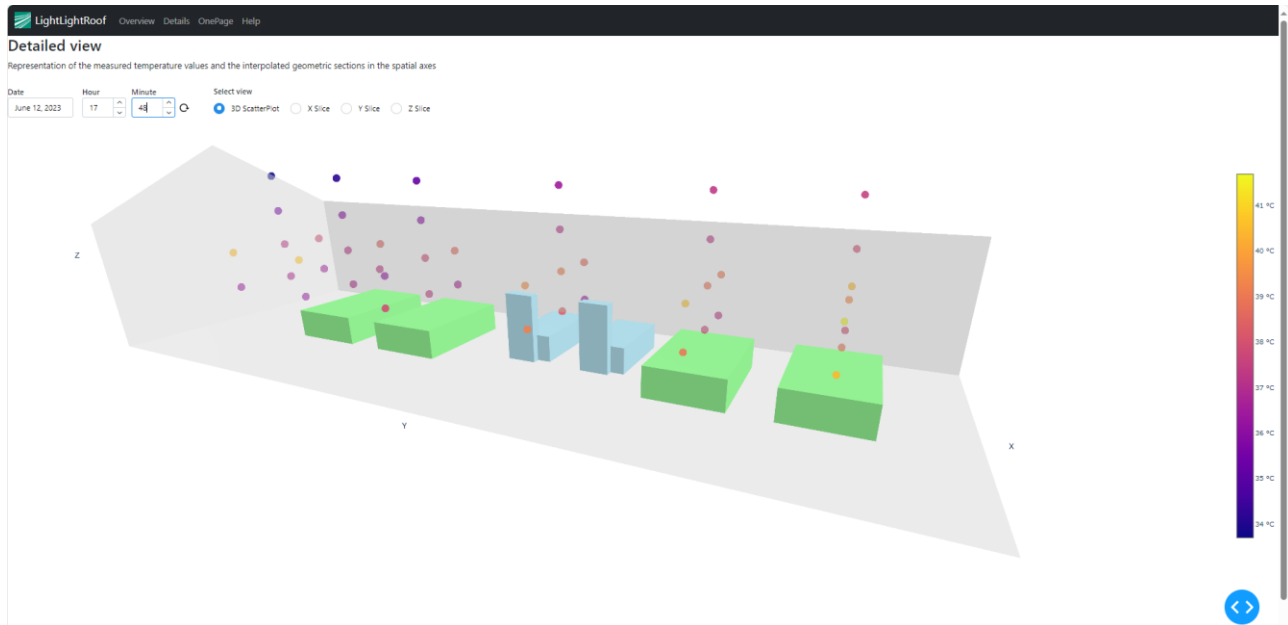 LightLightRoof Overview Details OnePage Help
Detailed view
Representation of the measured temperature values and the interpolated geometric sections in the spatial axes
Date Hour Minute Select view
June 12, 2023 17 48 3D ScatterPlot X Slice Y Slice Z Slice
Z
Y
X
41 °C
40 °C
39 °C
38 °C
37 °C
36 °C
35 °C
34 °C